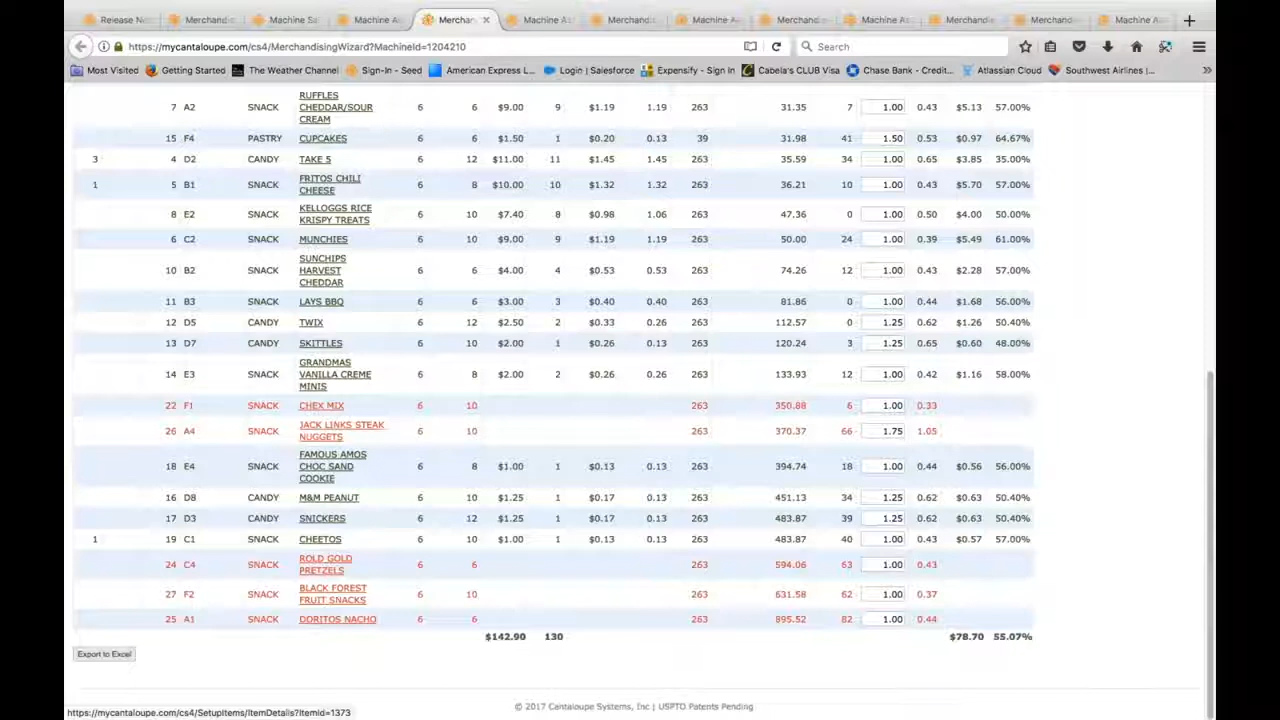 Release No
Merchandis
Machine Sa
Machine As
Merchan
Machine As
Merchandis
Machine As
Merchandis
Machine As
Merchandis
Merchandis
Machine As
https://mycantaloupe.com/cs4/MerchandisingWizard?MachineId=1204210
Search
Most Visited Getting Started The Weather Channel Sign-In - Seed American Express L... Login | Salesforce Expensify - Sign In Cabela's CLUB Visa Chase Bank - Credit... Atlassian Cloud Southwest Airlines |... »
7 A2 SNACK RUFFLES CHEDDAR/SOUR CREAM 6 6 $9.00 9 $1.19 1.19 263 31.35 7 1.00 0.43 $5.13 57.00%
15 F4 PASTRY CUPCAKES 6 6 $1.50 1 $0.20 0.13 39 31.98 41 1.50 0.53 $0.97 64.67%
3 4 D2 CANDY TAKE 5 6 12 $11.00 11 $1.45 1.45 263 35.59 34 1.00 0.65 $3.85 35.00%
1 5 B1 SNACK FRITOS CHILI CHEESE 6 8 $10.00 10 $1.32 1.32 263 36.21 10 1.00 0.43 $5.70 57.00%
8 E2 SNACK KELLOGGS RICE KRISPY TREATS 6 10 $7.40 8 $0.98 1.06 263 47.36 0 1.00 0.50 $4.00 50.00%
6 C2 SNACK MUNCHIES 6 10 $9.00 9 $1.19 1.19 263 50.00 24 1.00 0.39 $5.49 61.00%
10 B2 SNACK SUNCHIPS HARVEST CHEDDAR 6 6 $4.00 4 $0.53 0.53 263 74.26 12 1.00 0.43 $2.28 57.00%
11 B3 SNACK LAYS BBQ 6 6 $3.00 3 $0.40 0.40 263 81.86 0 1.00 0.44 $1.68 56.00%
12 D5 CANDY TWIX 6 12 $2.50 2 $0.33 0.26 263 112.57 0 1.25 0.62 $1.26 50.40%
13 D7 CANDY SKITTLES 6 10 $2.00 1 $0.26 0.13 263 120.24 3 1.25 0.65 $0.60 48.00%
14 E3 SNACK GRANDMAS VANILLA CREME MINIS 6 8 $2.00 2 $0.26 0.26 263 133.93 12 1.00 0.42 $1.16 58.00%
22 F1 SNACK CHEX MIX 6 10 263 350.88 6 1.00 0.33
26 A4 SNACK JACK LINKS STEAK NUGGETS 6 10 263 370.37 66 1.75 1.05
18 E4 SNACK FAMOUS AMOS CHOC SAND COOKIE 6 8 $1.00 1 $0.13 0.13 263 394.74 18 1.00 0.44 $0.56 56.00%
16 D8 CANDY M&M PEANUT 6 10 $1.25 1 $0.17 0.13 263 451.13 34 1.25 0.62 $0.63 50.40%
17 D3 CANDY SNICKERS 6 12 $1.25 1 $0.17 0.13 263 483.87 39 1.25 0.62 $0.63 50.40%
1 19 C1 SNACK CHEETOS 6 10 $1.00 1 $0.13 0.13 263 483.87 40 1.00 0.43 $0.57 57.00%
24 C4 SNACK ROLD GOLD PRETZELS 6 6 263 594.06 63 1.00 0.43
27 F2 SNACK BLACK FOREST FRUIT SNACKS 6 10 263 631.58 62 1.00 0.37
25 A1 SNACK DORITOS NACHO 6 6 263 895.52 82 1.00 0.44
$142.90 130 $78.70 55.07%
Export to Excel
© 2017 Cantaloupe Systems, Inc | USPTO Patents Pending
https://mycantaloupe.com/cs4/SetupItems/ItemDetails?ItemId=1373